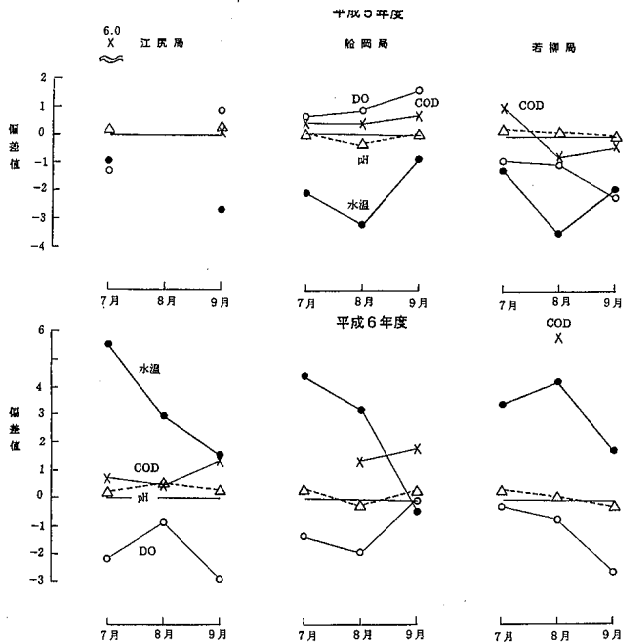 平成5年度
6.0
X
江尻局
船岡局
若柳局
2
1
0
-1
-2
-3
-4
偏差値
DO
COD
pH
水温
COD
7月 8月 9月
7月 8月 9月
7月 8月 9月
平成6年度
6
4
2
1
0
-1
-2
-3
偏差値
水温
COD
pH
DO
COD
7月 8月 9月
7月 8月 9月
7月 8月 9月